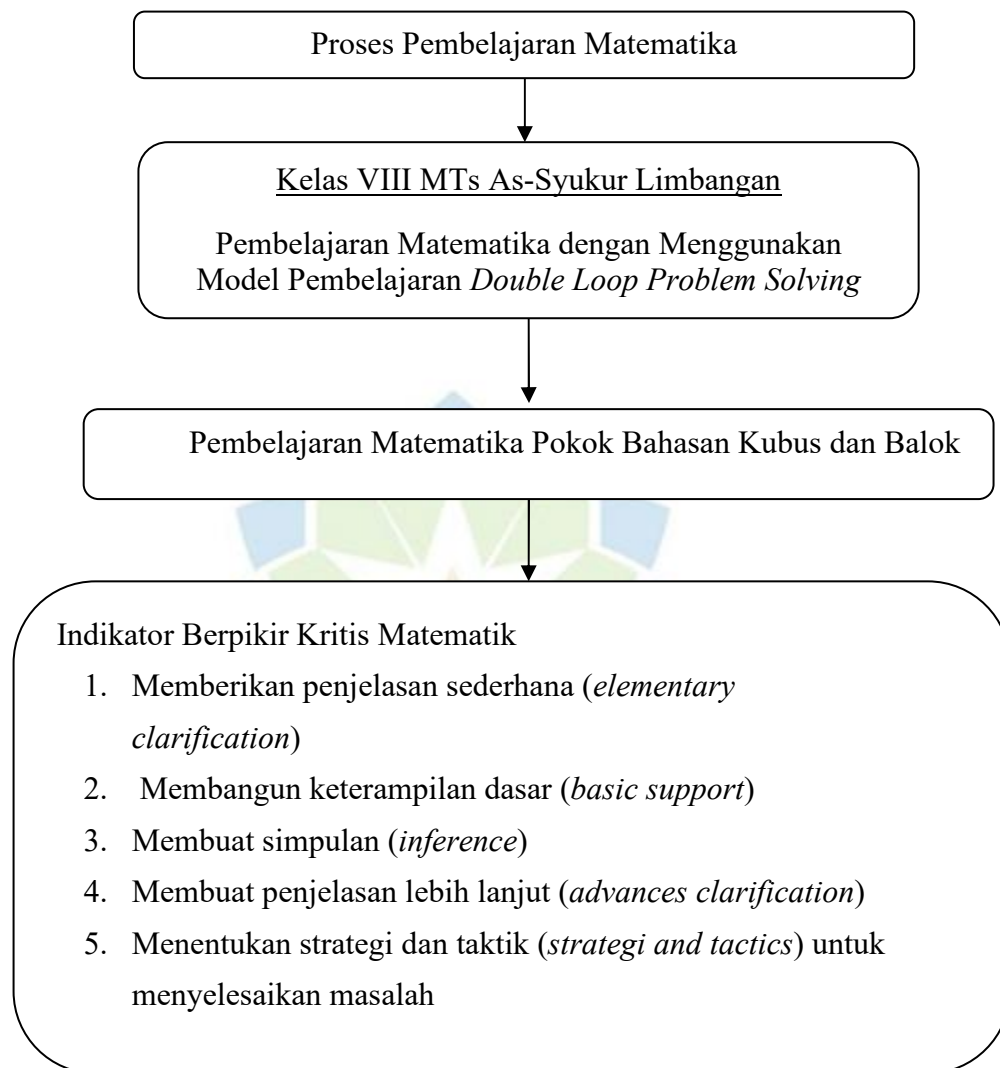 Proses Pembelajaran Matematika
Kelas VIII MTs As-Syukur Limbangan
Pembelajaran Matematika dengan Menggunakan
Model Pembelajaran Double Loop Problem Solving
Pembelajaran Matematika Pokok Bahasan Kubus dan Balok
Indikator Berpikir Kritis Matematik
1. Memberikan penjelasan sederhana (elementary
clarification)
2. Membangun keterampilan dasar (basic support)
3. Membuat simpulan (inference)
4. Membuat penjelasan lebih lanjut (advances clarification)
5. Menentukan strategi dan taktik (strategi and tactics) untuk
menyelesaikan masalah